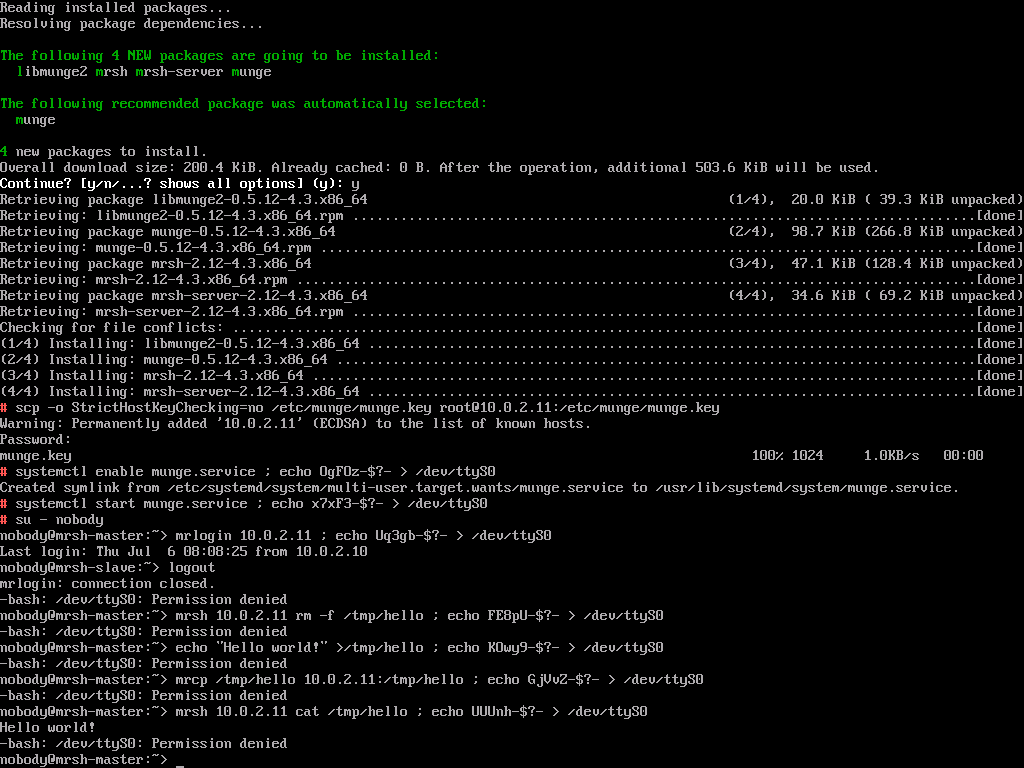 Reading installed packages...
Resolving package dependencies...
The following 4 NEW packages are going to be installed:
  libmunge2 mrsh mrsh-server munge
The following recommended package was automatically selected:
  munge
4 new packages to install.
Overall download size: 200.4 KiB. Already cached: 0 B. After the operation, additional 503.6 KiB will be used.
Continue? [y/n/...? shows all options] (y): y
Retrieving package libmunge2-0.5.12-4.3.x86_64 (1/4),  20.0 KiB ( 39.3 KiB unpacked)
Retrieving: libmunge2-0.5.12-4.3.x86_64.rpm ..............................................................................[done]
Retrieving package munge-0.5.12-4.3.x86_64 (2/4),  98.7 KiB (266.8 KiB unpacked)
Retrieving: munge-0.5.12-4.3.x86_64.rpm ..................................................................................[done]
Retrieving package mrsh-2.12-4.3.x86_64 (3/4),  47.1 KiB (128.4 KiB unpacked)
Retrieving: mrsh-2.12-4.3.x86_64.rpm .....................................................................................[done]
Retrieving package mrsh-server-2.12-4.3.x86_64 (4/4),  34.6 KiB ( 69.2 KiB unpacked)
Retrieving: mrsh-server-2.12-4.3.x86_64.rpm ..............................................................................[done]
Checking for file conflicts: .............................................................................................[done]
(1/4) Installing: libmunge2-0.5.12-4.3.x86_64 ............................................................................[done]
(2/4) Installing: munge-0.5.12-4.3.x86_64 ................................................................................[done]
(3/4) Installing: mrsh-2.12-4.3.x86_64 ...................................................................................[done]
(4/4) Installing: mrsh-server-2.12-4.3.x86_64 ............................................................................[done]
# scp -o StrictHostKeyChecking=no /etc/munge/munge.key root@10.0.2.11:/etc/munge/munge.key
Warning: Permanently added '10.0.2.11' (ECDSA) to the list of known hosts.
Password:
munge.key 100% 1024     1.0KB/s   00:00
# systemctl enable munge.service ; echo OgFOz-$?- > /dev/ttyS0
Created symlink from /etc/systemd/system/multi-user.target.wants/munge.service to /usr/lib/systemd/system/munge.service.
# systemctl start munge.service ; echo x7xF3-$?- > /dev/ttyS0
# su - nobody
nobody@mrsh-master:~> mrlogin 10.0.2.11 ; echo Uq3gb-$?- > /dev/ttyS0
Last login: Thu Jul  6 08:08:25 from 10.0.2.10
nobody@mrsh-slave:~> logout
mrlogin: connection closed.
-bash: /dev/ttyS0: Permission denied
nobody@mrsh-master:~> mrsh 10.0.2.11 rm -f /tmp/hello ; echo FE8pU-$?- > /dev/ttyS0
-bash: /dev/ttyS0: Permission denied
nobody@mrsh-master:~> echo "Hello world!" >/tmp/hello ; echo KOwy9-$?- > /dev/ttyS0
-bash: /dev/ttyS0: Permission denied
nobody@mrsh-master:~> mrcp /tmp/hello 10.0.2.11:/tmp/hello ; echo GjVvZ-$?- > /dev/ttyS0
-bash: /dev/ttyS0: Permission denied
nobody@mrsh-master:~> mrsh 10.0.2.11 cat /tmp/hello ; echo UUUnh-$?- > /dev/ttyS0
Hello world!
-bash: /dev/ttyS0: Permission denied
nobody@mrsh-master:~> _